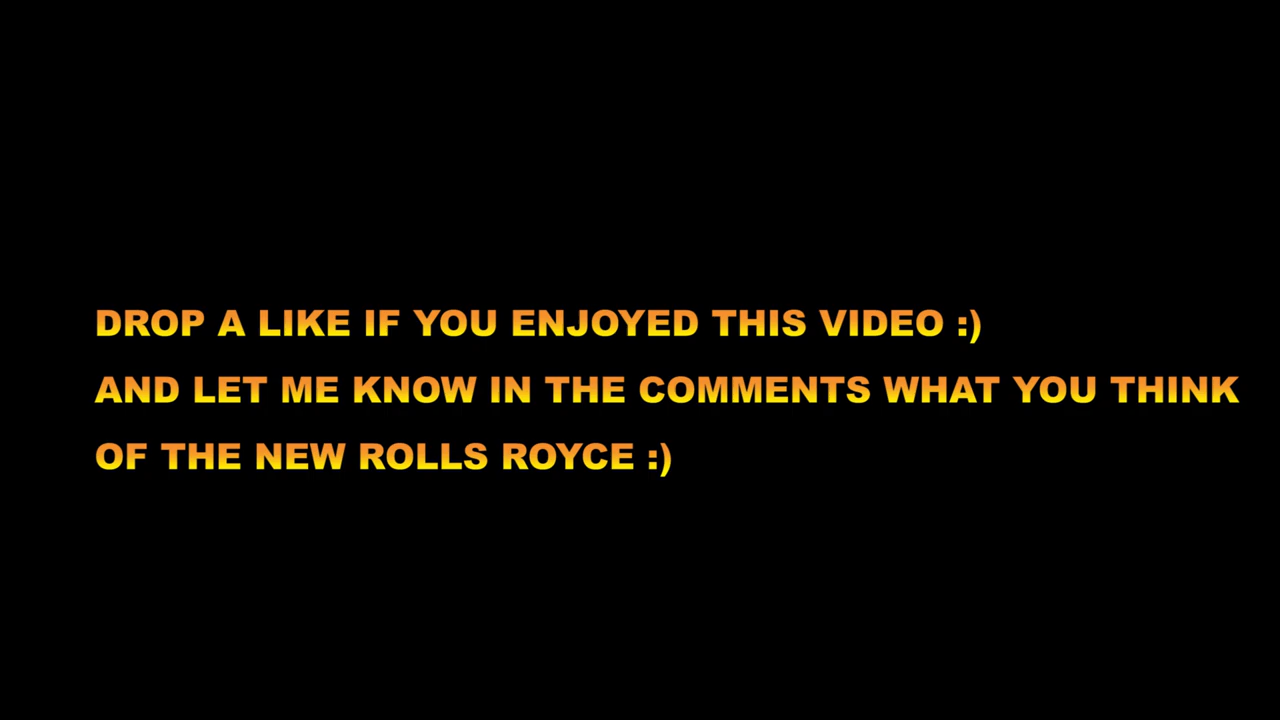 DROP A LIKE IF YOU ENJOYED THIS VIDEO :)
AND LET ME KNOW IN THE COMMENTS WHAT YOU THINK
OF THE NEW ROLLS ROYCE :)